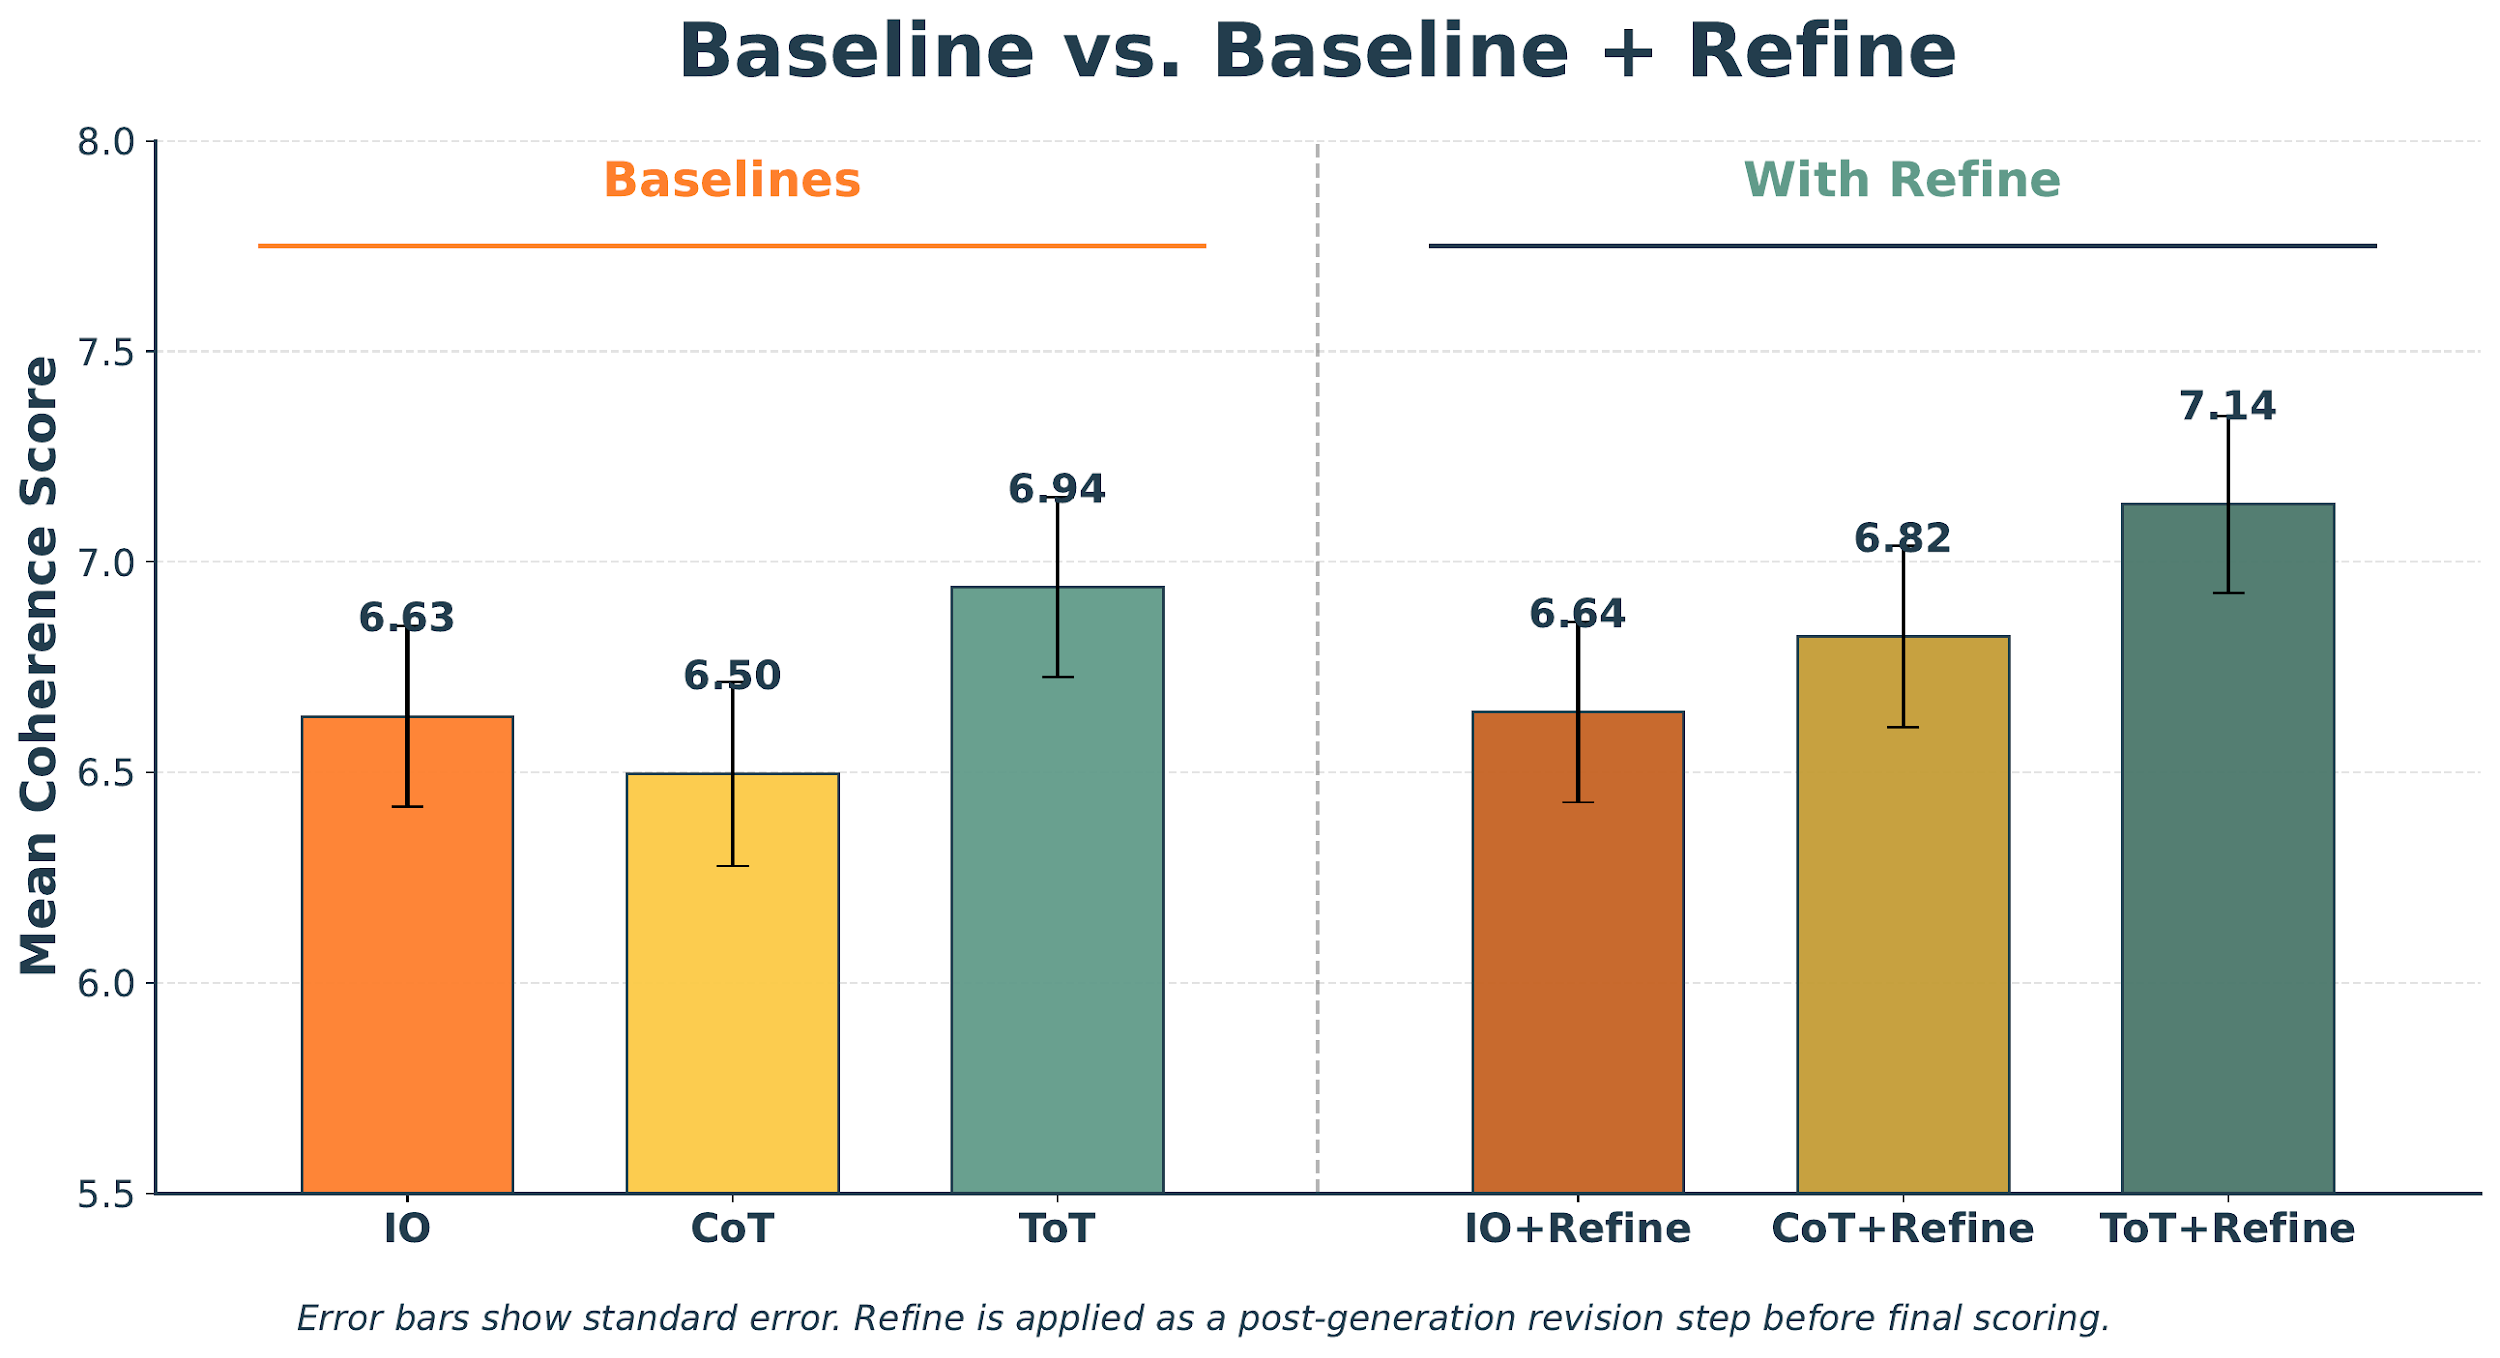 Baseline vs. Baseline + Refine
Baselines
With Refine
Mean Coherence Score
8.0
7.5
7.0
6.5
6.0
5.5
6.63
6.50
6.94
6.64
6.82
7.14
IO
CoT
ToT
IO+Refine
CoT+Refine
ToT+Refine
Error bars show standard error. Refine is applied as a post-generation revision step before final scoring.